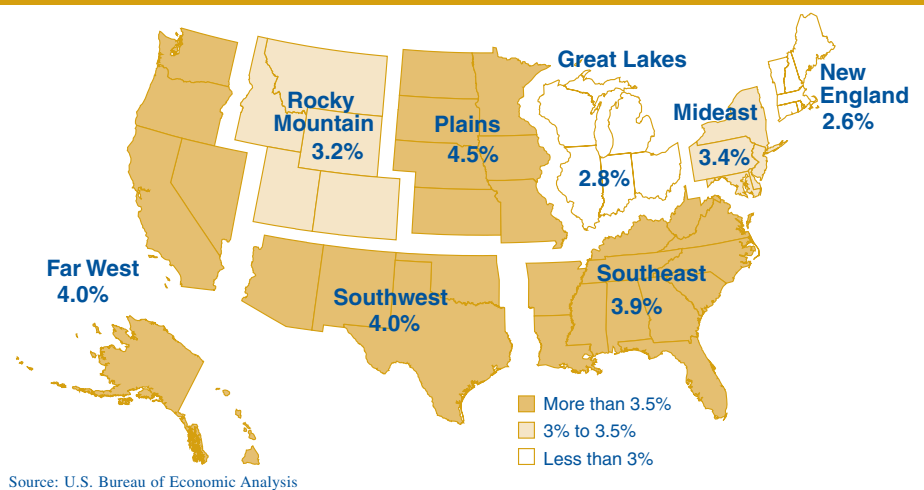 Great Lakes
New
England
2.6%
Rocky
Mountain
3.2%
Plains
4.5%
Mideast
3.4%
2.8%
Far West
4.0%
Southwest
4.0%
Southeast
3.9%
More than 3.5%
3% to 3.5%
Less than 3%
Source: U.S. Bureau of Economic Analysis